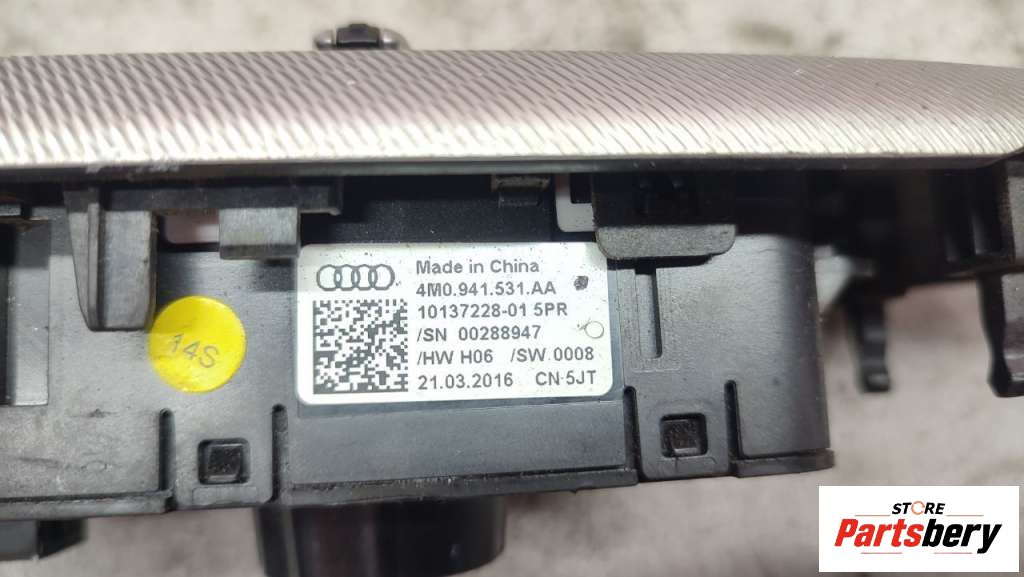 Made in China
4M0.941.531.AA
10137228-01 5PR
/SN 00288947
/HW H06 /SW.0008
21.03.2016 CN-5JT
14S
STORE
Partsbery